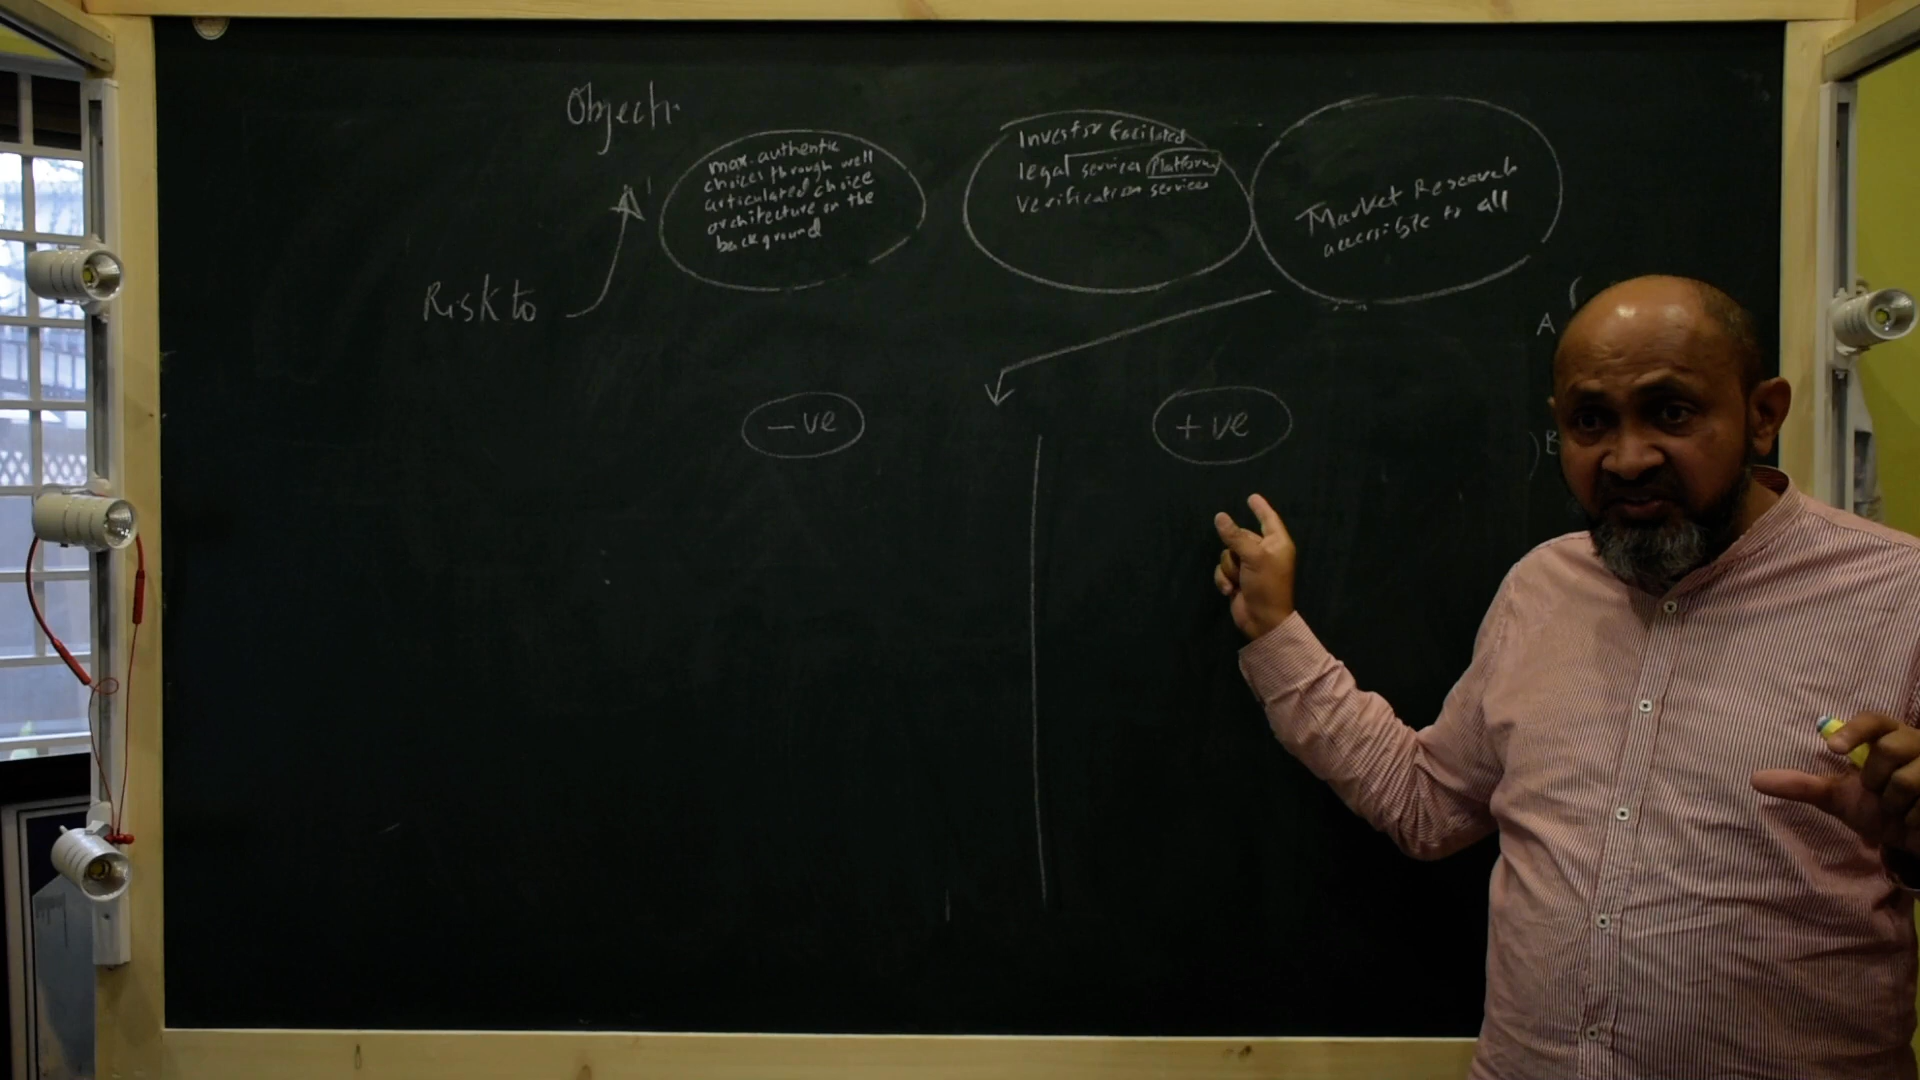 Objecti
max. authentic
choices through well
articulated choice
architecture on the
background
Investor facilitated
legal service Platform
verification services
Market Research
accessible to all
Risk to
A
-ve
+ve
B